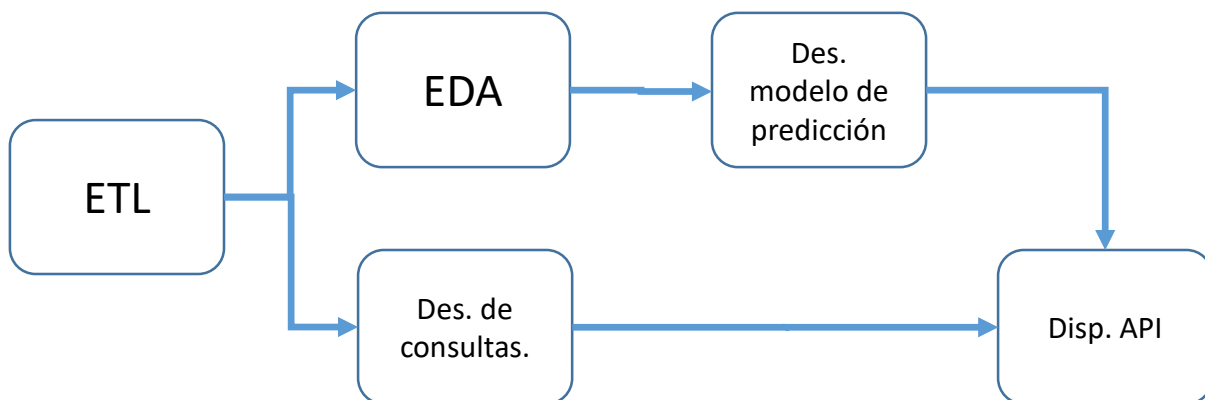 ETL
EDA
Des.
modelo de
predicción
Des. de
consultas.
Disp. API